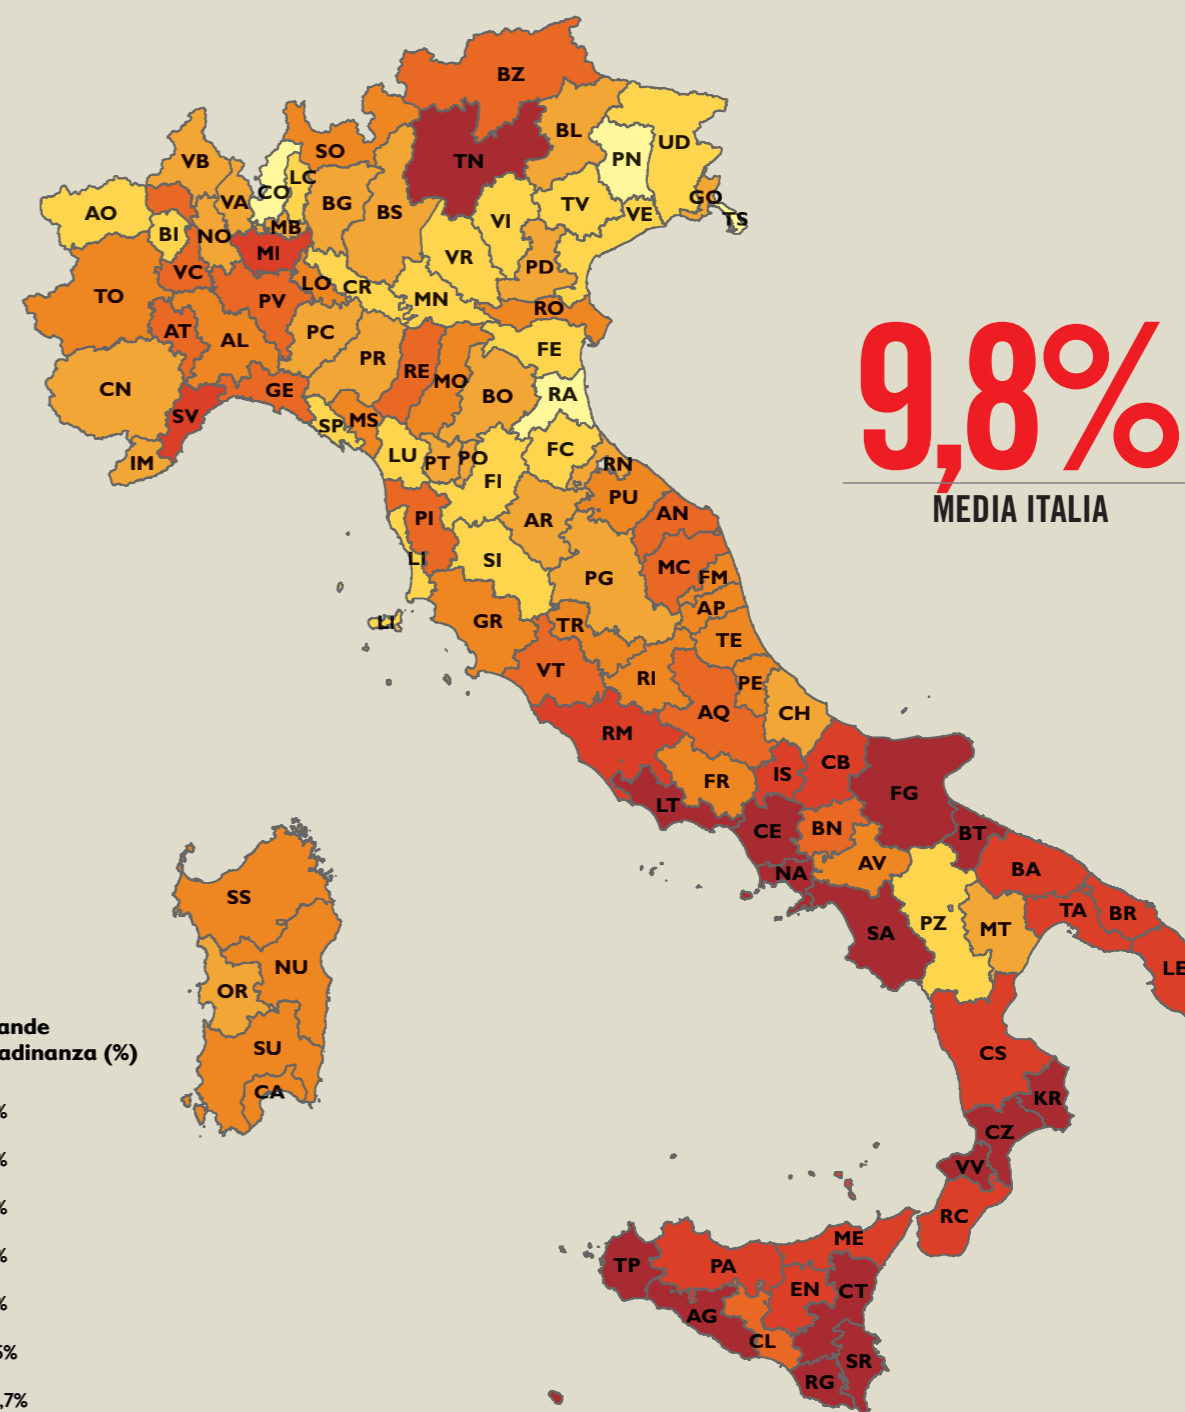 BZ
TN
BL
UD
PN
SO
VB
LC
CO
VA
BG
BS
AO
GO
TS
TV
VE
VI
BI
NO
MB
MI
VR
PD
VC
LO
CR
TO
PV
MN
RO
AT
AL
PC
PR
FE
RE
MO
BO
RA
CN
GE
SV
SP
MS
9,8%
MEDIA ITALIA
IM
LU
PT
PO
FC
RN
FI
PU
PI
AR
AN
LI
SI
PG
MC
FM
AP
LI
GR
TR
TE
VT
RI
PE
AQ
CH
RM
IS
CB
FR
FG
LT
CE
BN
BT
NA
AV
BA
SS
TA
BR
SA
PZ
MT
NU
LE
OR
ande
adinanza (%)
SU
CS
CA
KR
%
CZ
%
VV
%
RC
ME
%
TP
PA
EN
CT
%
AG
CL
5%
SR
RG
,7%